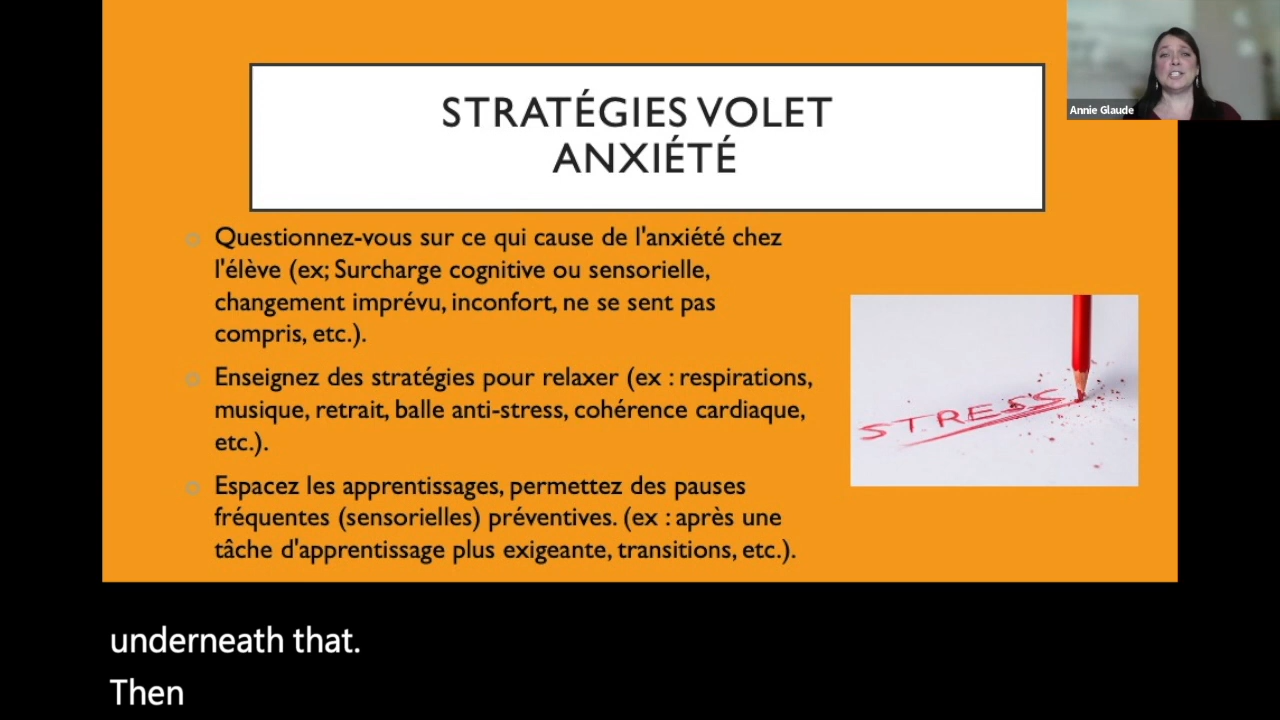 Annie Glaude
STRATÉGIES VOLET
ANXIÉTÉ
Questionnez-vous sur ce qui cause de l'anxiété chez
l'élève (ex; Surcharge cognitive ou sensorielle,
changement imprévu, inconfort, ne se sent pas
compris, etc.).
Enseignez des stratégies pour relaxer (ex : respirations,
musique, retrait, balle anti-stress, cohérence cardiaque,
etc.).
Espacez les apprentissages, permettez des pauses
fréquentes (sensorielles) préventives. (ex : après une
tâche d'apprentissage plus exigeante, transitions, etc.).
STRESS
underneath that.
Then